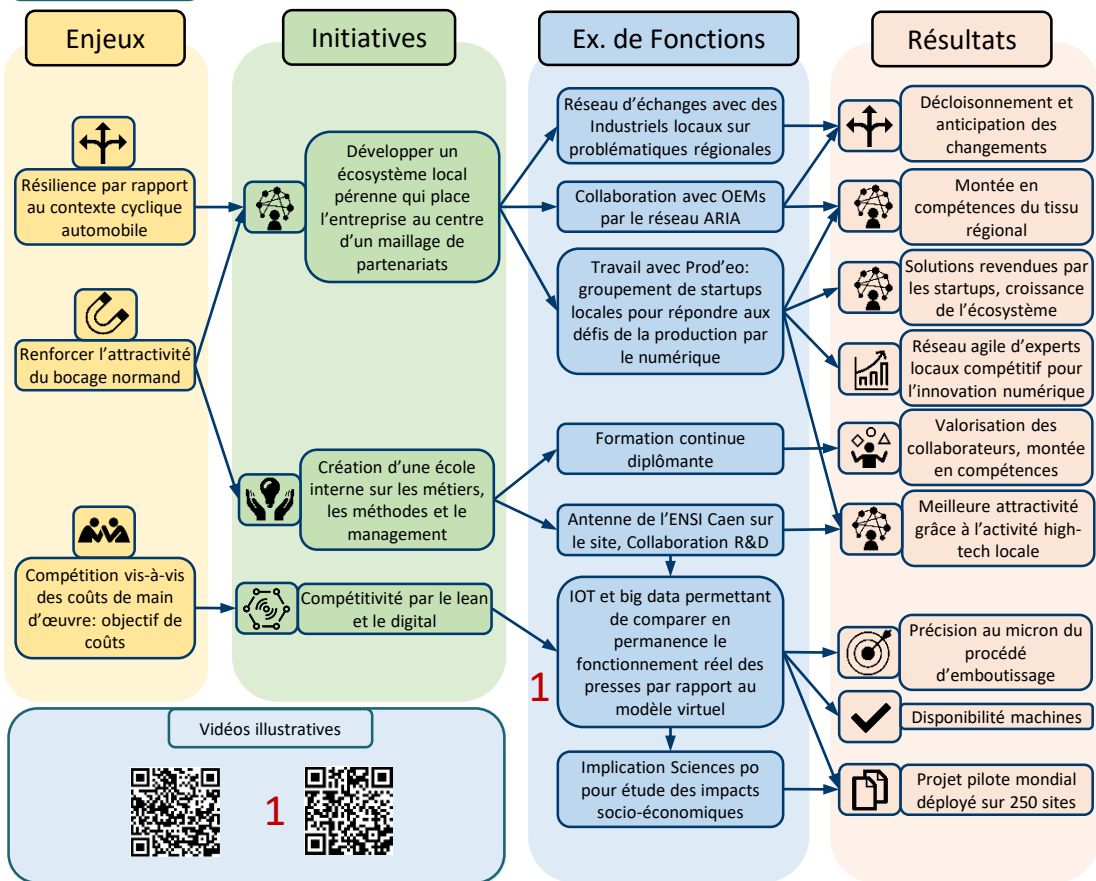 Enjeux
Initiatives
Ex. de Fonctions
Résultats
Résilience par rapport
au contexte cyclique
automobile
Renforcer l’attractivité
du bocage normand
Compétition vis-à-vis
des coûts de main
d’œuvre: objectif de
coûts
Développer un
écosystème local
pérenne qui place
l’entreprise au centre
d’un maillage de
partenariats
Création d’une école
interne sur les métiers,
les méthodes et le
management
Compétitivité par le lean
et le digital
Réseau d’échanges avec des
Industriels locaux sur
problématiques régionales
Collaboration avec OEMs
par le réseau ARIA
Travail avec Prod’eo:
groupement de startups
locales pour répondre aux
défis de la production par
le numérique
Formation continue
diplômante
Antenne de l’ENSI Caen sur
le site, Collaboration R&D
IOT et big data permettant
de comparer en
permanence le
fonctionnement réel des
presses par rapport au
modèle virtuel
1
Implication Sciences po
pour étude des impacts
socio-économiques
Décloisonnement et
anticipation des
changements
Montée en
compétences du tissu
régional
Solutions revendues par
les startups, croissance
de l’écosystème
Réseau agile d’experts
locaux compétitif pour
l’innovation numérique
Valorisation des
collaborateurs, montée
en compétences
Meilleure attractivité
grâce à l’activité high-
tech locale
Précision au micron du
procédé
d’emboutissage
Disponibilité machines
Projet pilote mondial
déployé sur 250 sites
Vidéos illustratives
1